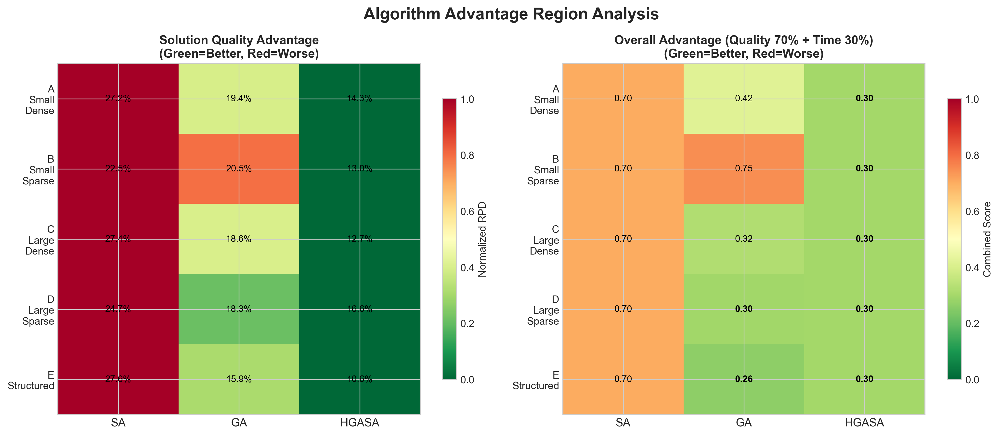 Algorithm Advantage Region Analysis
Solution Quality Advantage
(Green=Better, Red=Worse)
A
Small
Dense
27.2%
19.4%
14.3%
B
Small
Sparse
22.5%
20.5%
13.0%
C
Large
Dense
27.4%
18.6%
12.7%
D
Large
Sparse
24.7%
18.3%
16.6%
E
Structured
27.6%
15.9%
10.6%
SA
GA
HGASA
1.0
0.8
0.6
0.4
0.2
0.0
Normalized RPD
Overall Advantage (Quality 70% + Time 30%)
(Green=Better, Red=Worse)
A
Small
Dense
0.70
0.42
0.30
B
Small
Sparse
0.70
0.75
0.30
C
Large
Dense
0.70
0.32
0.30
D
Large
Sparse
0.70
0.30
0.30
E
Structured
0.70
0.26
0.30
SA
GA
HGASA
1.0
0.8
0.6
0.4
0.2
0.0
Combined Score